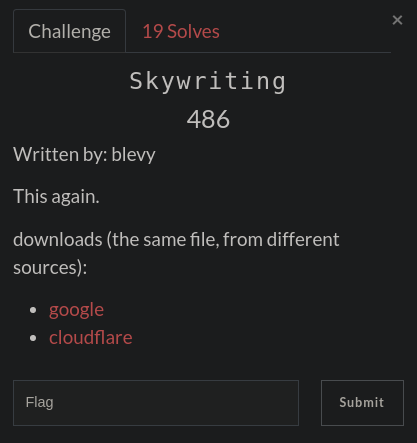 Challenge 19 Solves ×
Skywriting
486
Written by: blevy
This again.
downloads (the same file, from different
sources):
• google
• cloudflare
Flag Submit